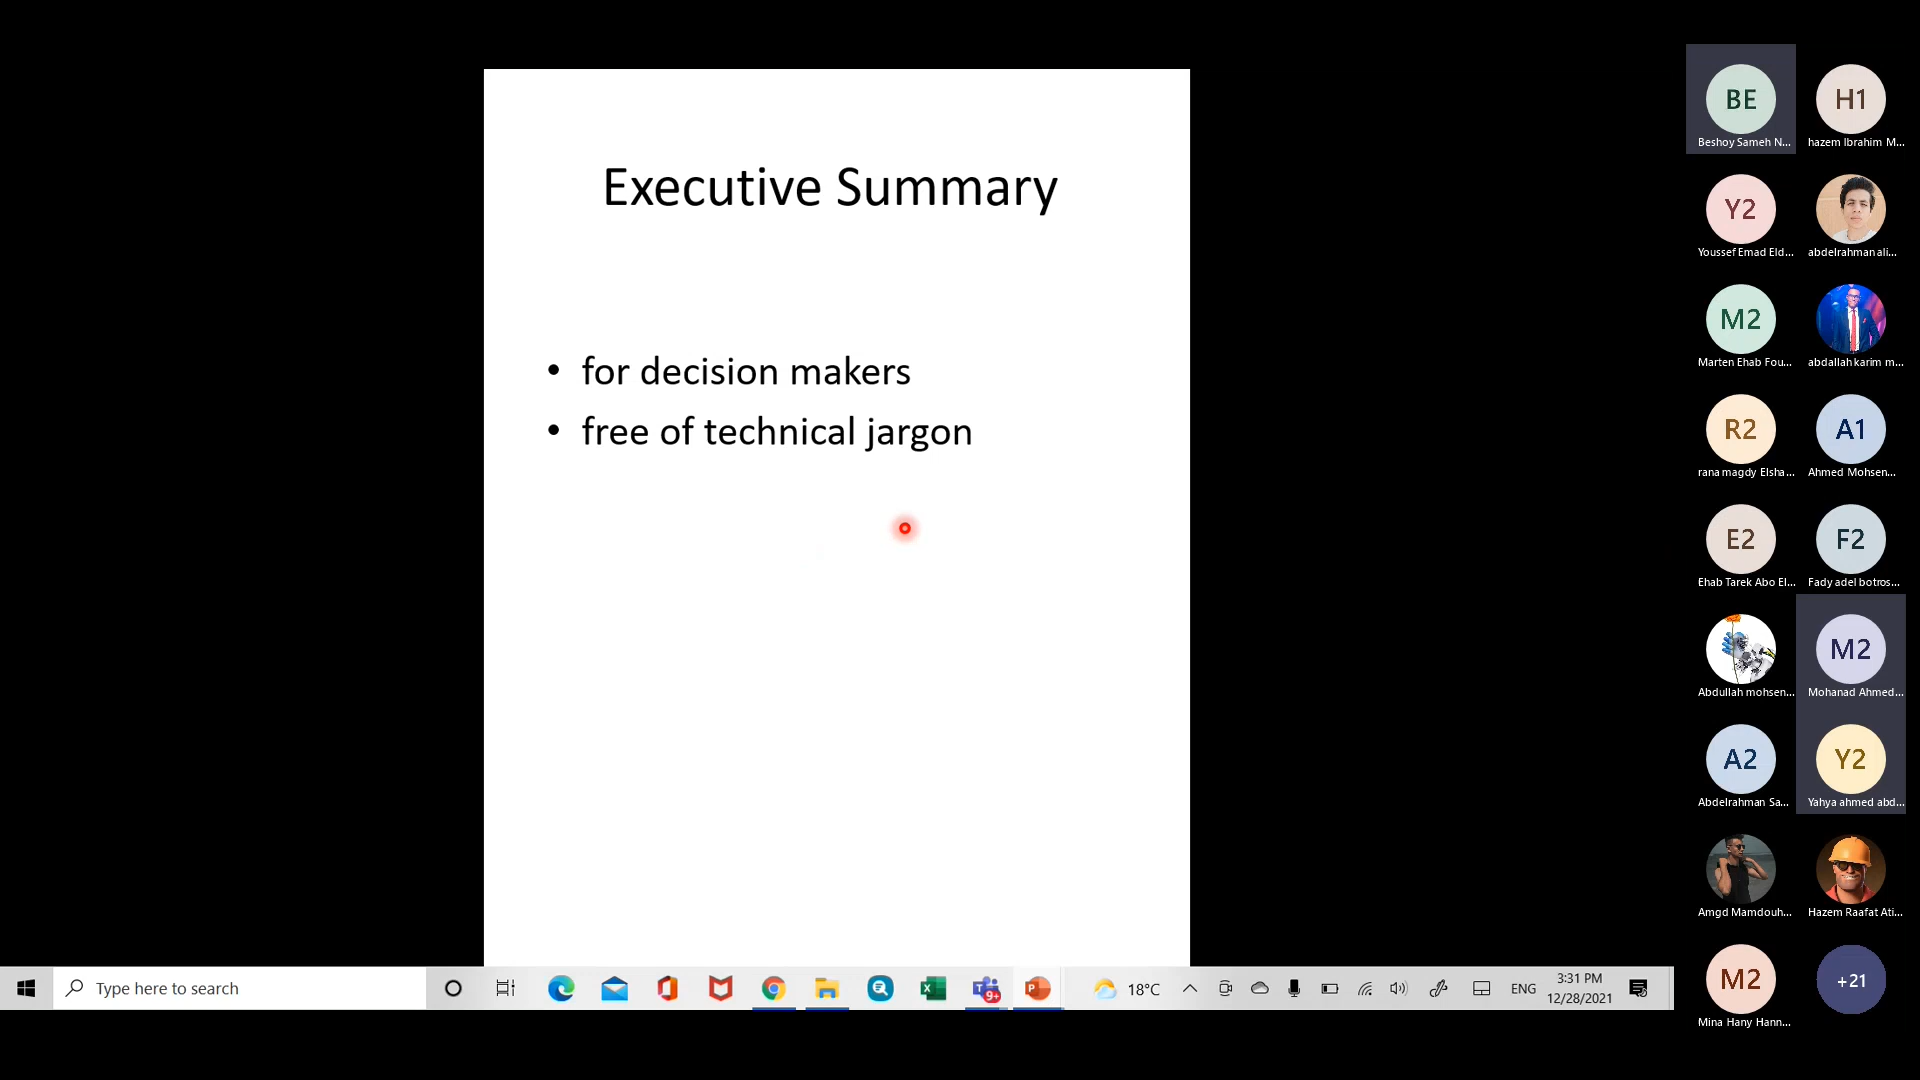 Executive Summary
• for decision makers
• free of technical jargon
BE
Beshoy Sameh N...
H1
hazem Ibrahim M...
Y2
Youssef Emad Eld...
abdelrahman ali...
M2
Marten Ehab Fou...
abdallah karim m...
R2
rana magdy Elsha...
A1
Ahmed Mohsen...
E2
Ehab Tarek Abo El...
F2
Fady adel botros...
Abdullah mohsen...
M2
Mohanad Ahmed...
A2
Abdelrahman Sa...
Y2
Yahya ahmed abd...
Amgd Mamdouh...
Hazem Raafat Ati...
M2
Mina Hany Hann...
+21
Type here to search
9+
18°C
ENG
3:31 PM
12/28/2021